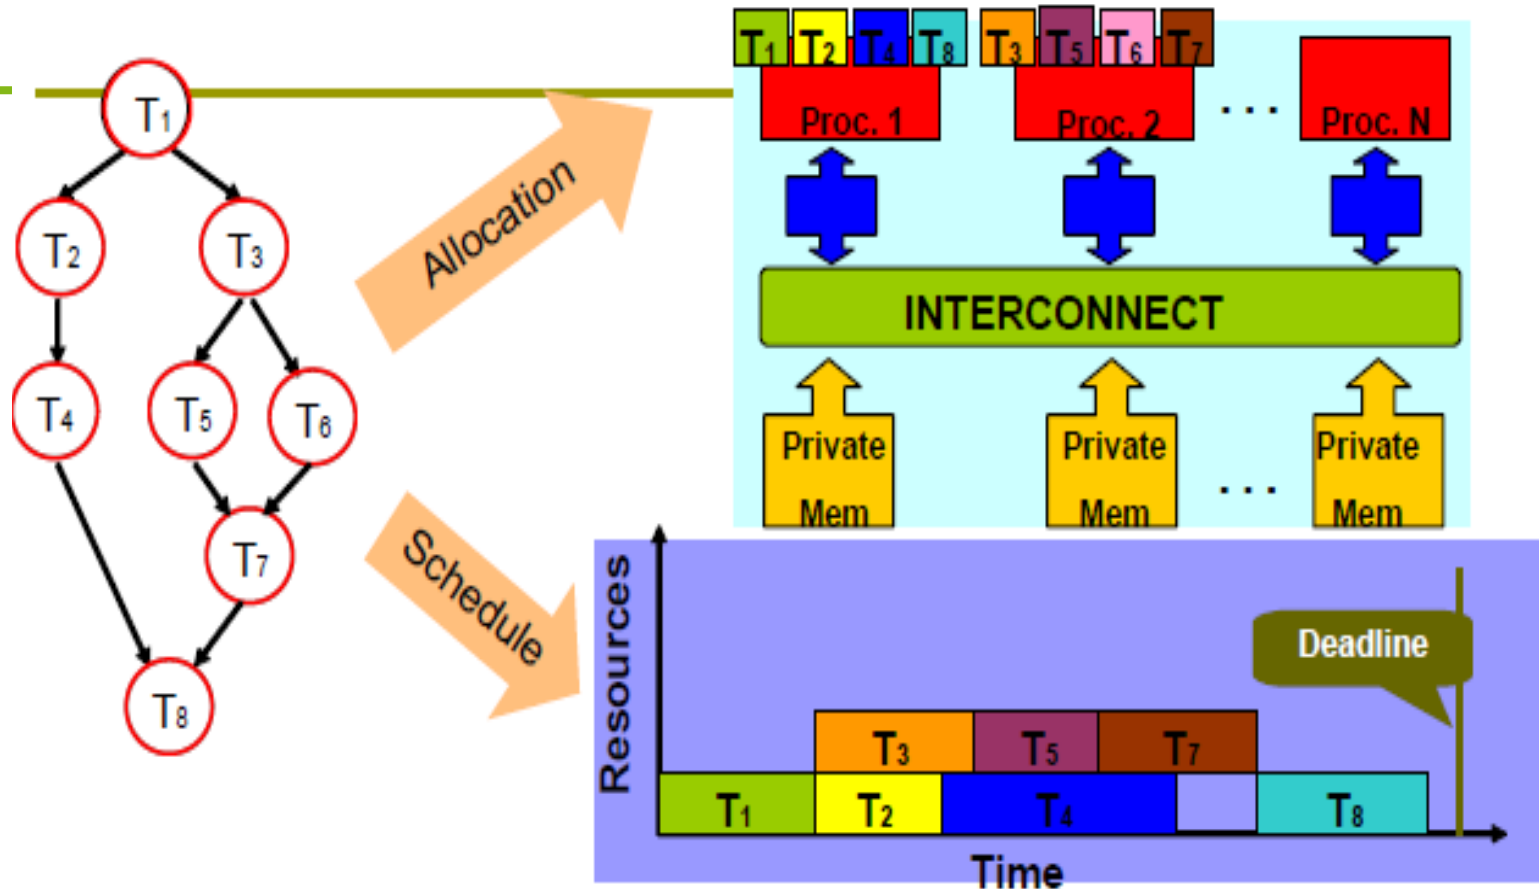 T1
T2
T3
T4
T5
T6
T7
T8
Allocation
Schedule
T1 T2 T4 T8 T3 T5 T6 T7
Proc. 1 Proc. 2 . . . Proc. N
INTERCONNECT
Private Private Private
Mem Mem . . . Mem
Resources
Deadline
T3 T5 T7
T1 T2 T4 T8
Time